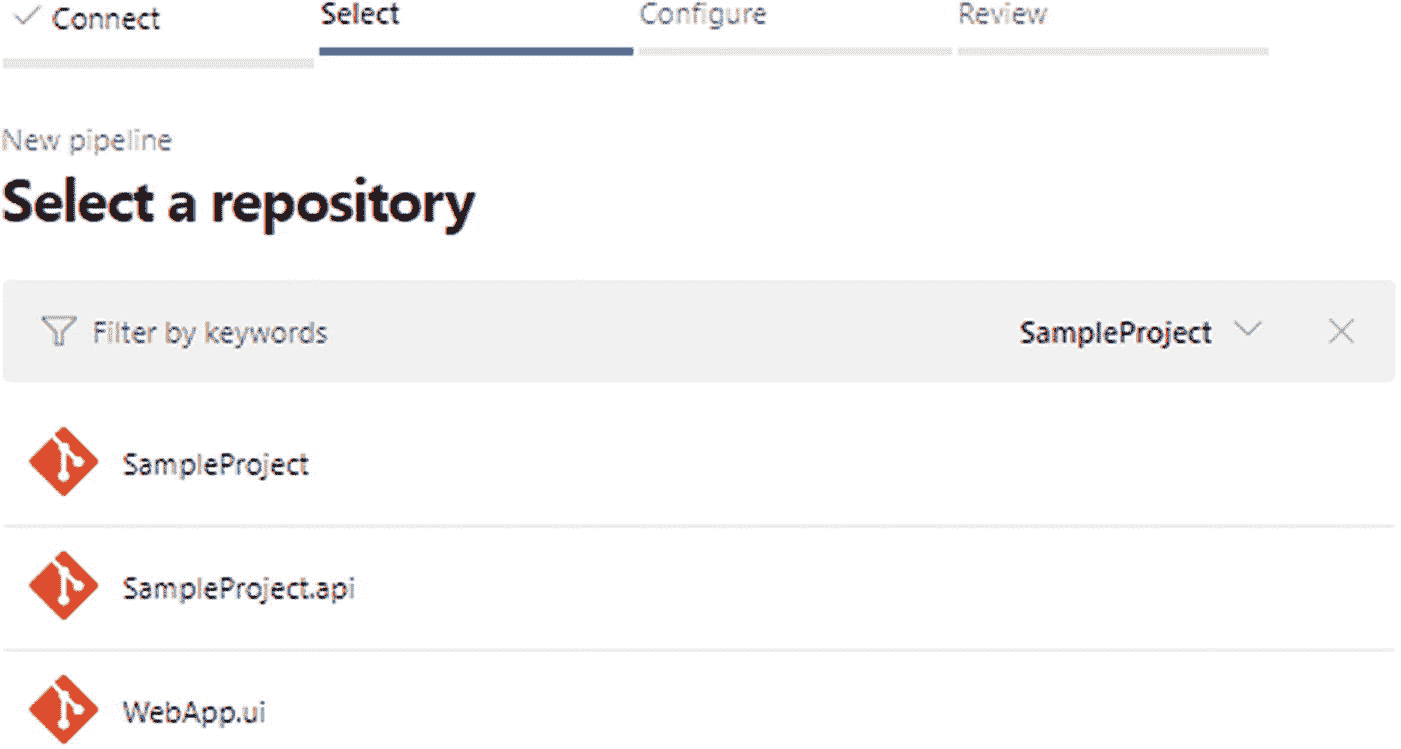 Connect Select Configure Review
New pipeline
Select a repository
Filter by keywords SampleProject
SampleProject
SampleProject.api
WebApp.ui